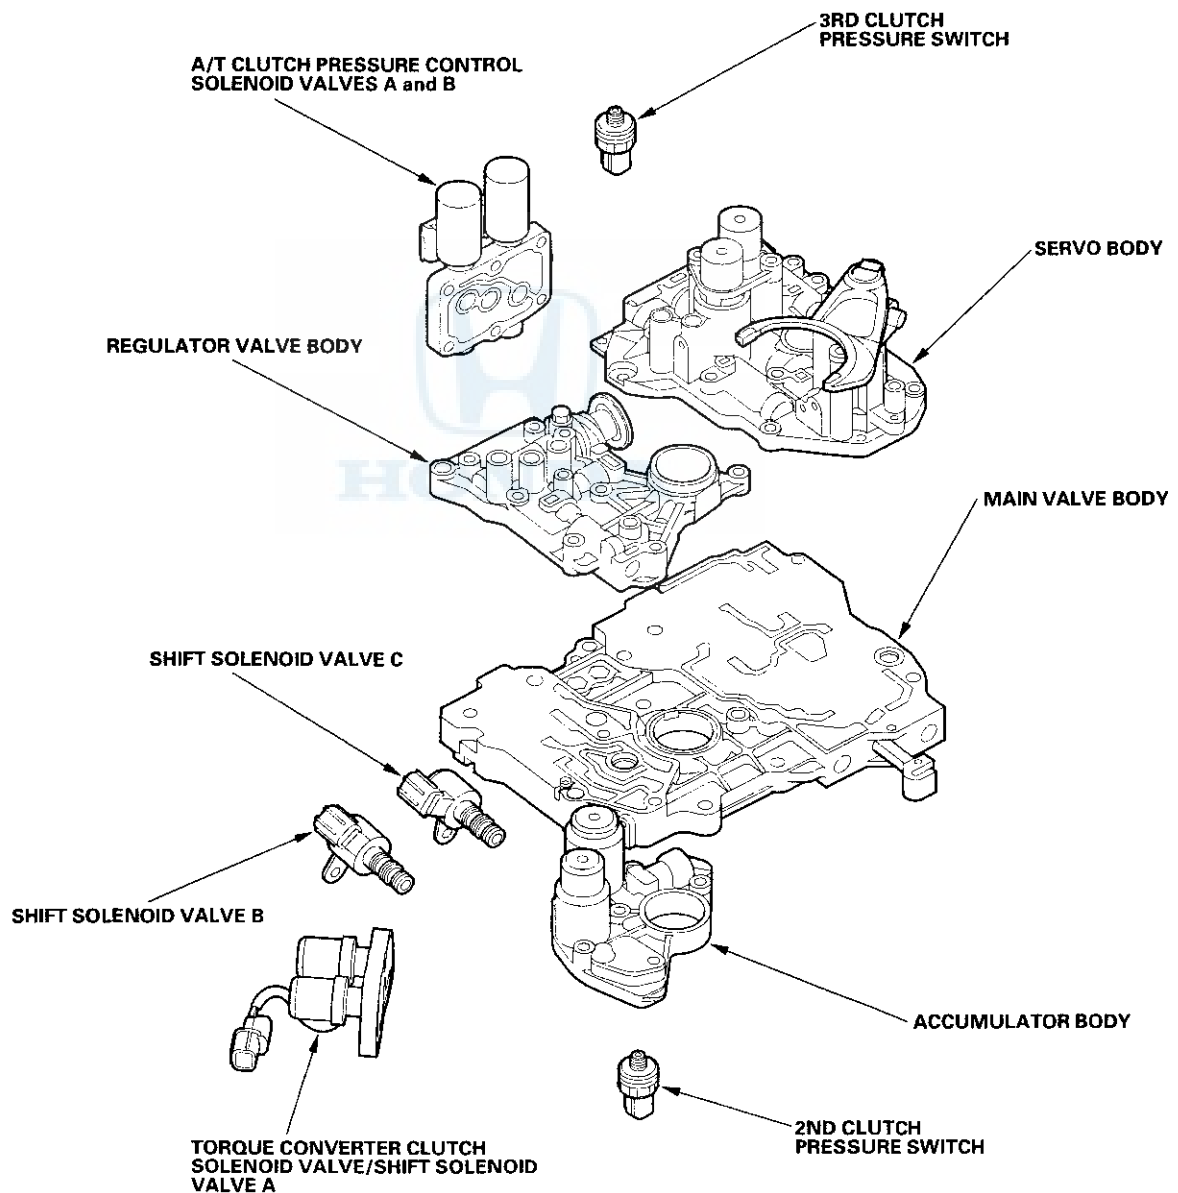 3RD CLUTCH
PRESSURE SWITCH
A/T CLUTCH PRESSURE CONTROL
SOLENOID VALVES A and B
SERVO BODY
REGULATOR VALVE BODY
HONDA
MAIN VALVE BODY
SHIFT SOLENOID VALVE C
SHIFT SOLENOID VALVE B
ACCUMULATOR BODY
2ND CLUTCH
PRESSURE SWITCH
TORQUE CONVERTER CLUTCH
SOLENOID VALVE/SHIFT SOLENOID
VALVE A